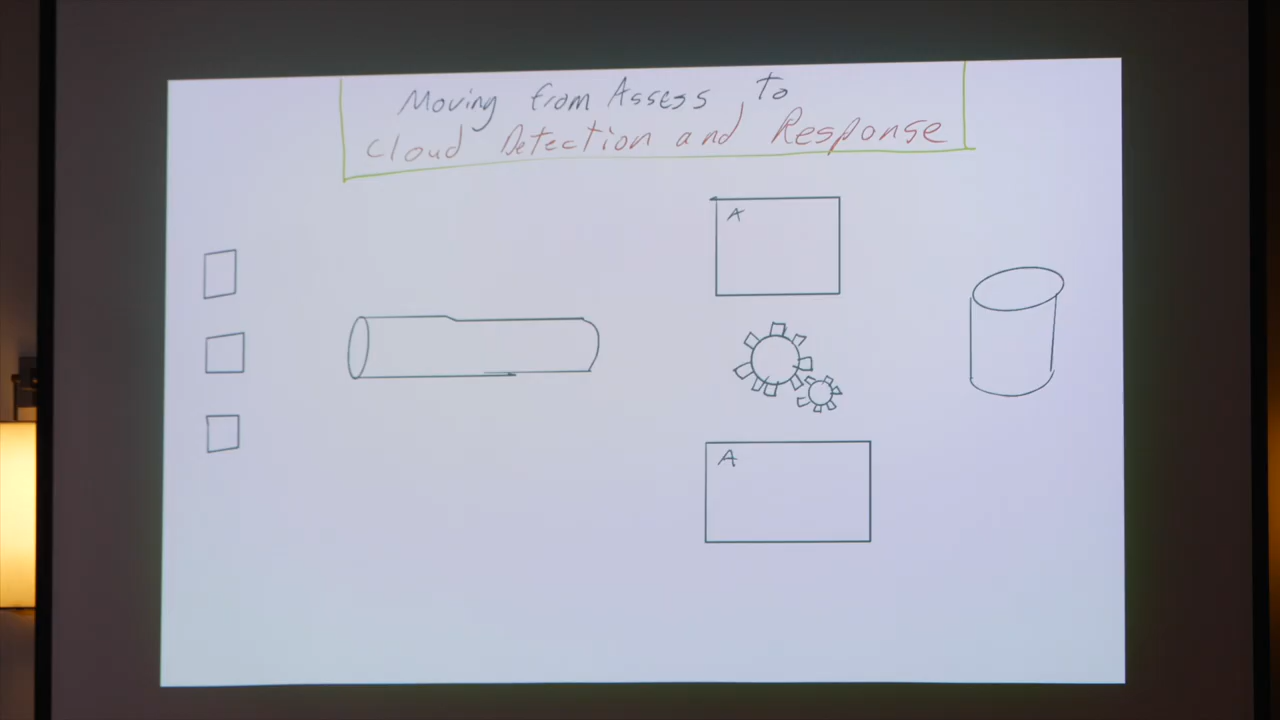 Moving from Assess to
Cloud Detection and Response
A
A